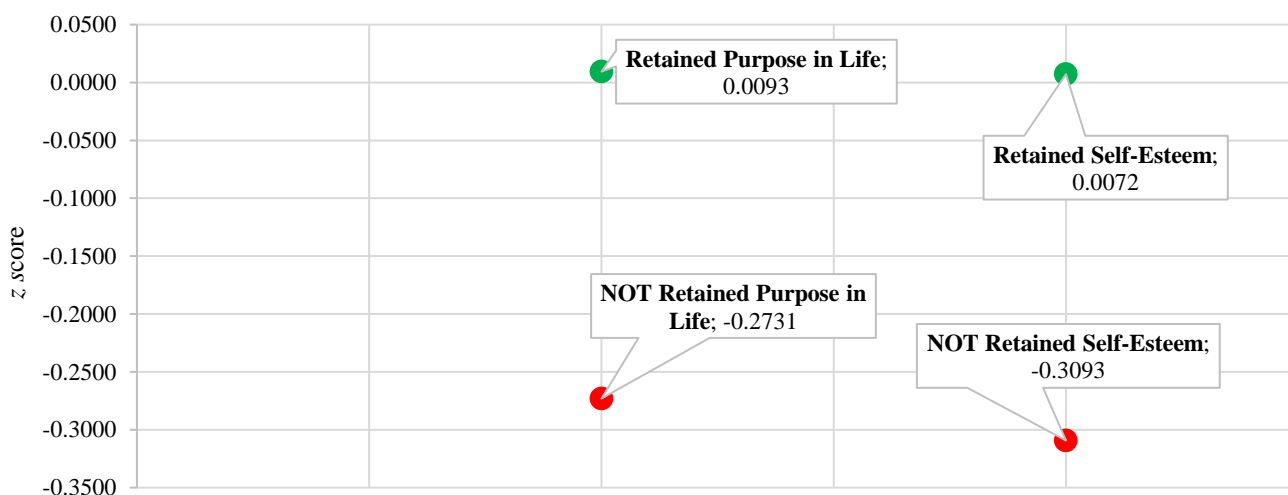 0.0500
Retained Purpose in Life;
0.0093
0.0000
-0.0500
Retained Self-Esteem;
0.0072
-0.1000
-0.1500
z score
NOT Retained Purpose in
Life; -0.2731
-0.2000
NOT Retained Self-Esteem;
-0.3093
-0.2500
-0.3000
-0.3500